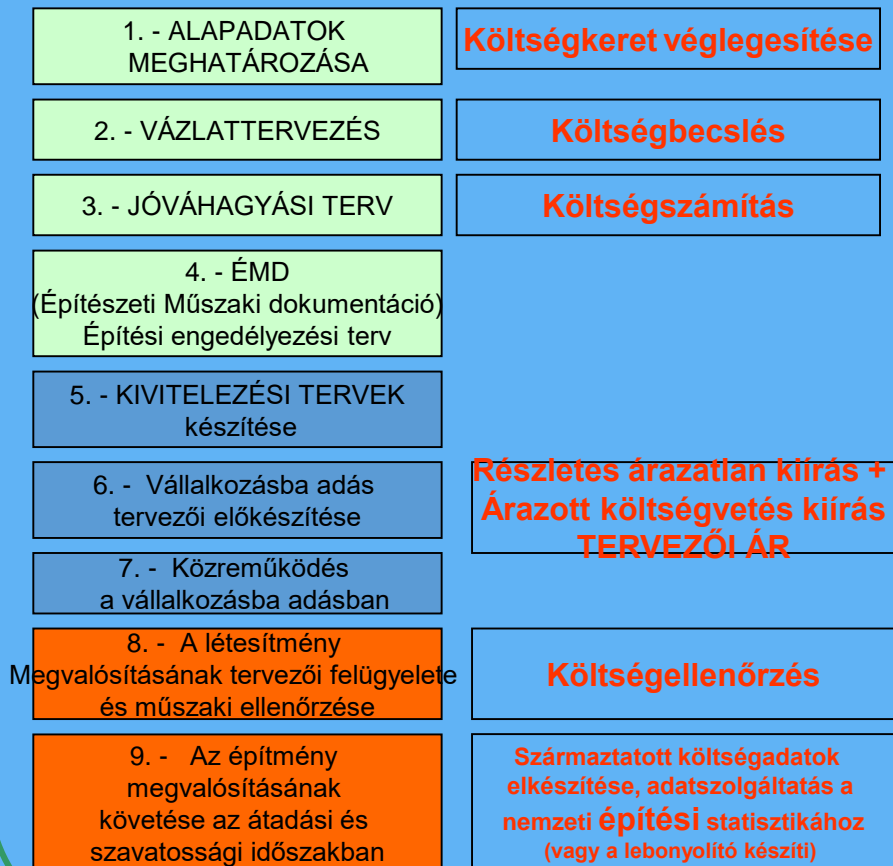 1. - ALAPADATOK
MEGHATÁROZÁSA
Költségkeret véglegesítése
2. - VÁZLATTERVEZÉS
Költségbecslés
3. - JÓVÁHAGYÁSI TERV
Költségszámítás
4. - ÉMD
(Építészeti Műszaki dokumentáció)
Építési engedélyezési terv
5. - KIVITELEZÉSI TERVEK
készítése
6. - Vállalkozásba adás
tervezői előkészítése
Részletes árazatlan kiírás +
Árazott költségvetés kiírás
TERVEZŐI ÁR
7. - Közreműködés
a vállalkozásba adásban
8. - A létesítmény
Megvalósításának tervezői felügyelete
és műszaki ellenőrzése
Költségellenőrzés
9. - Az építmény
megvalósításának
követése az átadási és
szavatossági időszakban
Származtatott költségadatok
elkészítése, adatszolgáltatás a
nemzeti építési statisztikához
(vagy a lebonyolító készíti)